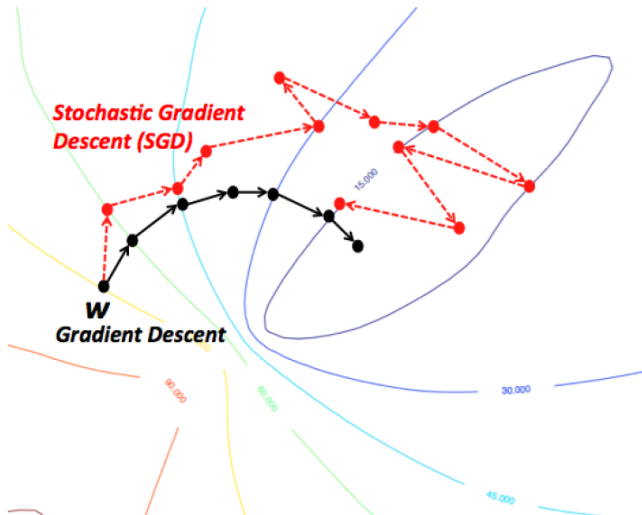 Stochastic Gradient
Descent (SGD)
15.000
W
Gradient Descent
90.000
60.000
30.000
45.000